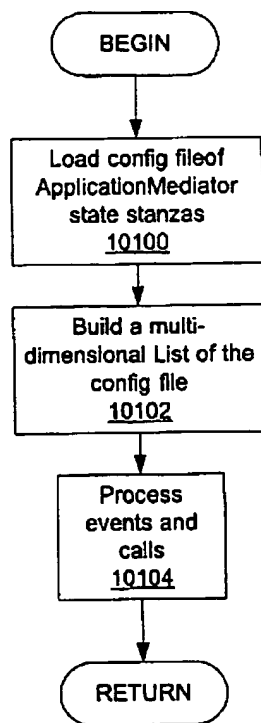 BEGIN
Load config fileof
ApplicationMediator
state stanzas
10100
Build a multi-
dimensional List of the
config file
10102
Process
events and
calls
10104
RETURN